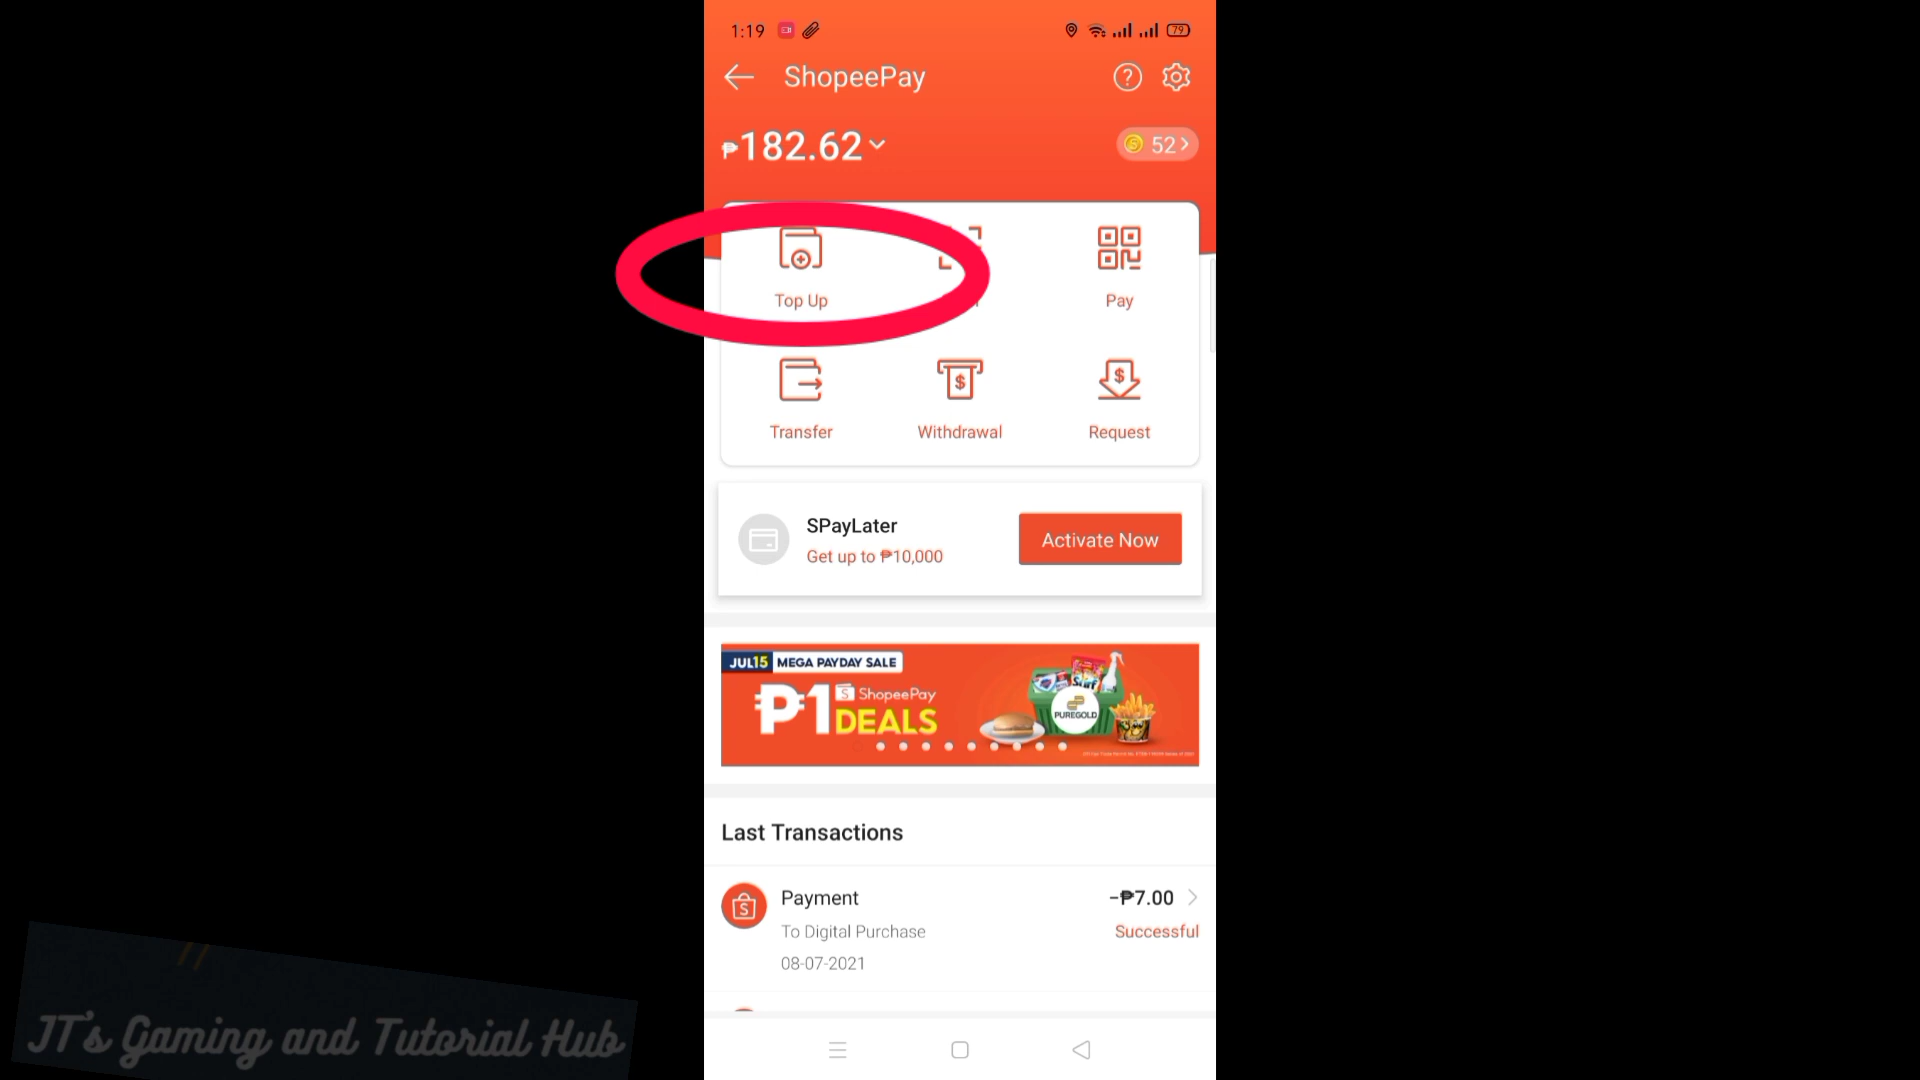 1:19
79
ShopeePay
₱182.62
52
Top Up
Pay
Transfer
Withdrawal
Request
SPayLater
Get up to ₱10,000
Activate Now
JUL15 MEGA PAYDAY SALE
₱1 ShopeePay
DEALS
Surf
PUREGOLD
Last Transactions
Payment
-₱7.00
To Digital Purchase
Successful
08-07-2021
JT's Gaming and Tutorial Hub